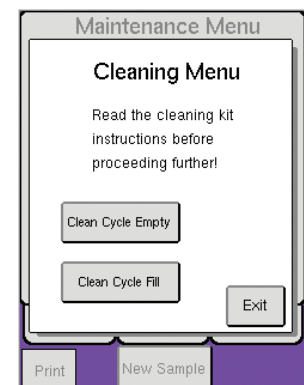 Maintenance Menu
Cleaning Menu
Read the cleaning kit
instructions before
proceeding further!
Clean Cycle Empty
Clean Cycle Fill
Exit
Print
New Sample